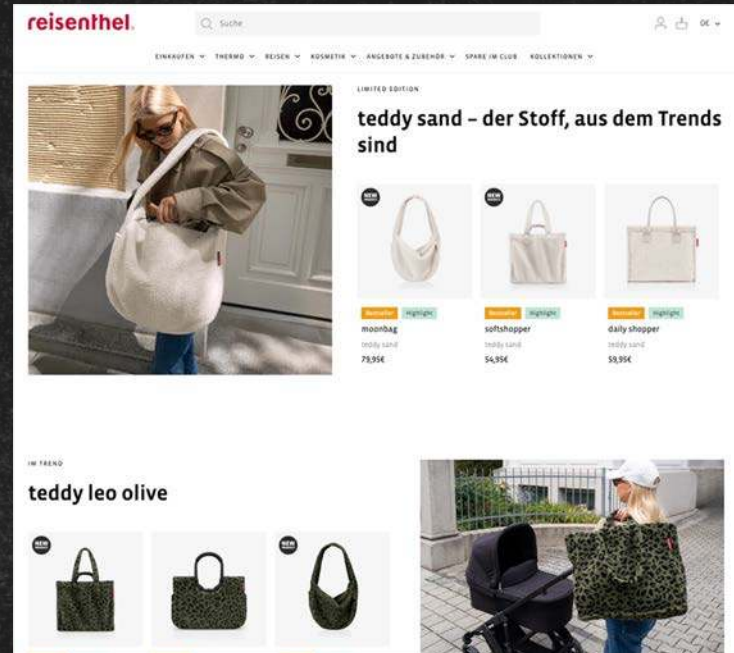 reisenthel.
Suche
0€
EINKAUFEN THERMO REISEN KOSMETIK ANGEBOTE & ZUBEHÖR SPARE IM CLUB KOLLEKTIONEN
LIMITED EDITION
teddy sand – der Stoff, aus dem Trends
sind
NEW NEW
Bestseller Highlight Bestseller Highlight Bestseller Highlight
moonbag softshopper daily shopper
teddy sand teddy sand teddy sand
79,95€ 54,95€ 59,95€
IM TREND
teddy leo olive
NEW NEW